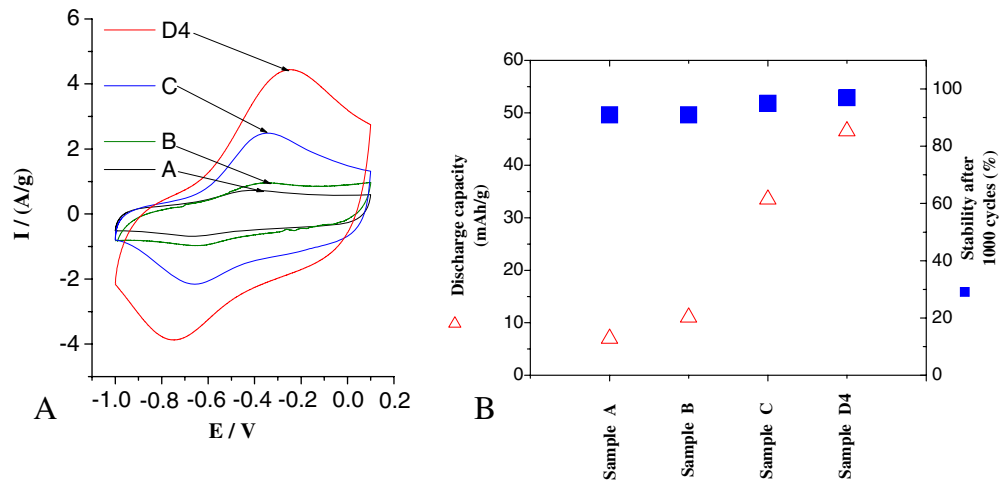 6
4
2
0
-2
-4
I / (A/g)
D4
C
B
A
-1.0 -0.8 -0.6 -0.4 -0.2 0.0 0.2
E / V
A
60
50
40
30
20
10
0
Discharge capacity
(mAh/g)
100
80
60
40
20
0
Stability after
1000 cycles (%)
Sample A
Sample B
Sample C
Sample D4
B